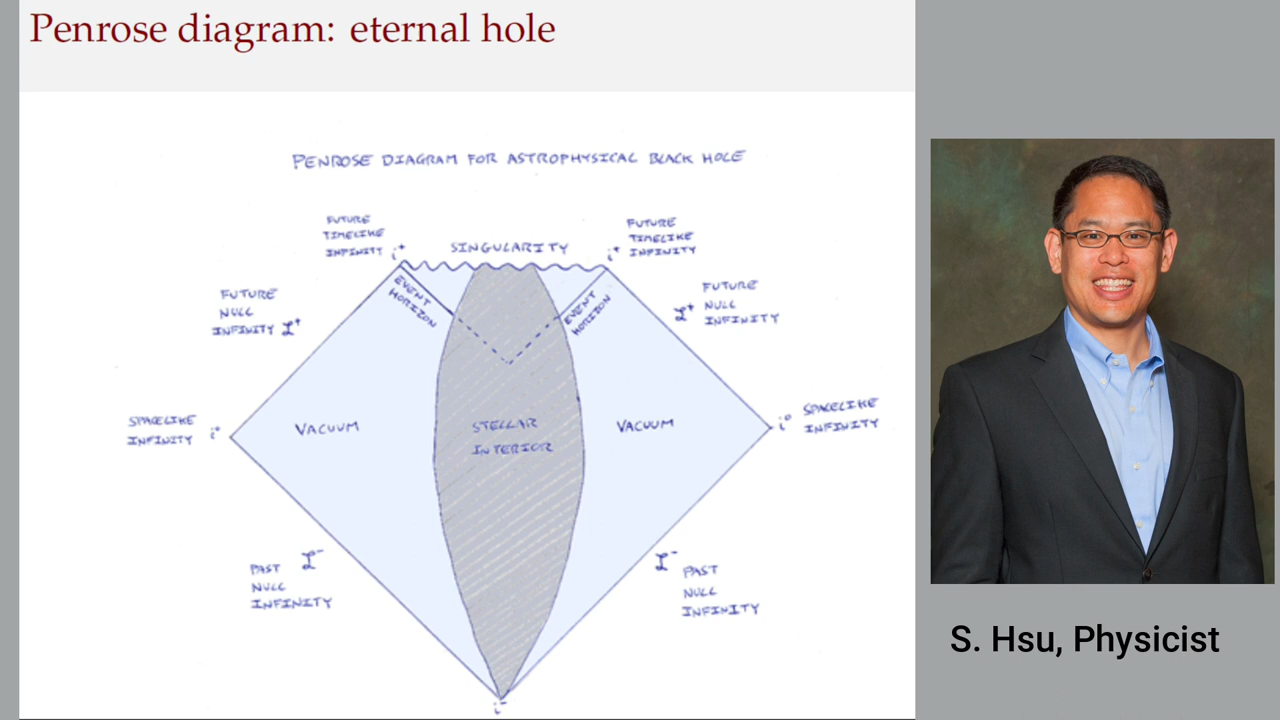 Penrose diagram: eternal hole
PENROSE DIAGRAM FOR ASTROPHYSICAL BLACK HOLE
FUTURE
TIMELIKE
INFINITY i⁺
SINGULARITY
i⁺ FUTURE
TIMELIKE
INFINITY
EVENT
HORIZON
EVENT
HORIZON
FUTURE
NULL
INFINITY ℐ⁺
ℐ⁺ FUTURE
NULL
INFINITY
SPACELIKE
INFINITY i⁰
VACUUM
STELLAR
INTERIOR
VACUUM
i⁰ SPACELIKE
INFINITY
PAST ℐ⁻
NULL
INFINITY
ℐ⁻ PAST
NULL
INFINITY
i⁻
S. Hsu, Physicist